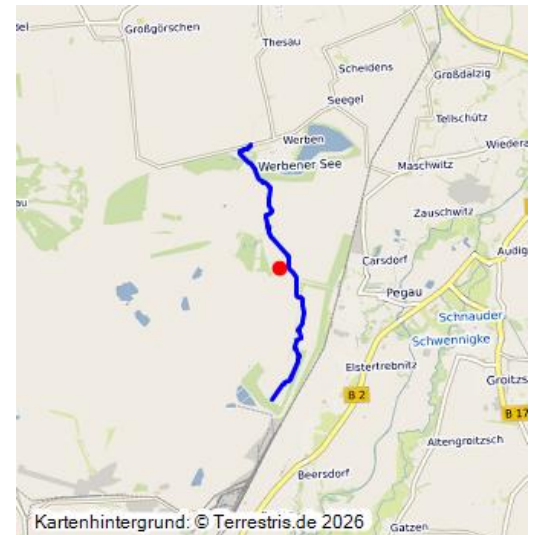 Großgörschen
Thesau
Scheidens
Großdalzig
Seegel
Tellschütz
Werben
Wiedera
Werbener See
Maschwitz
Zauschwitz
au
Audig
Carsdorf
Pegau
Schnauder
Schwennigke
Elstertrebnitz
Groitzs
B 2
B 17
Altengroitzsch
Beersdorf
Gatzen
Kartenhintergrund: © Terrestris.de 2026